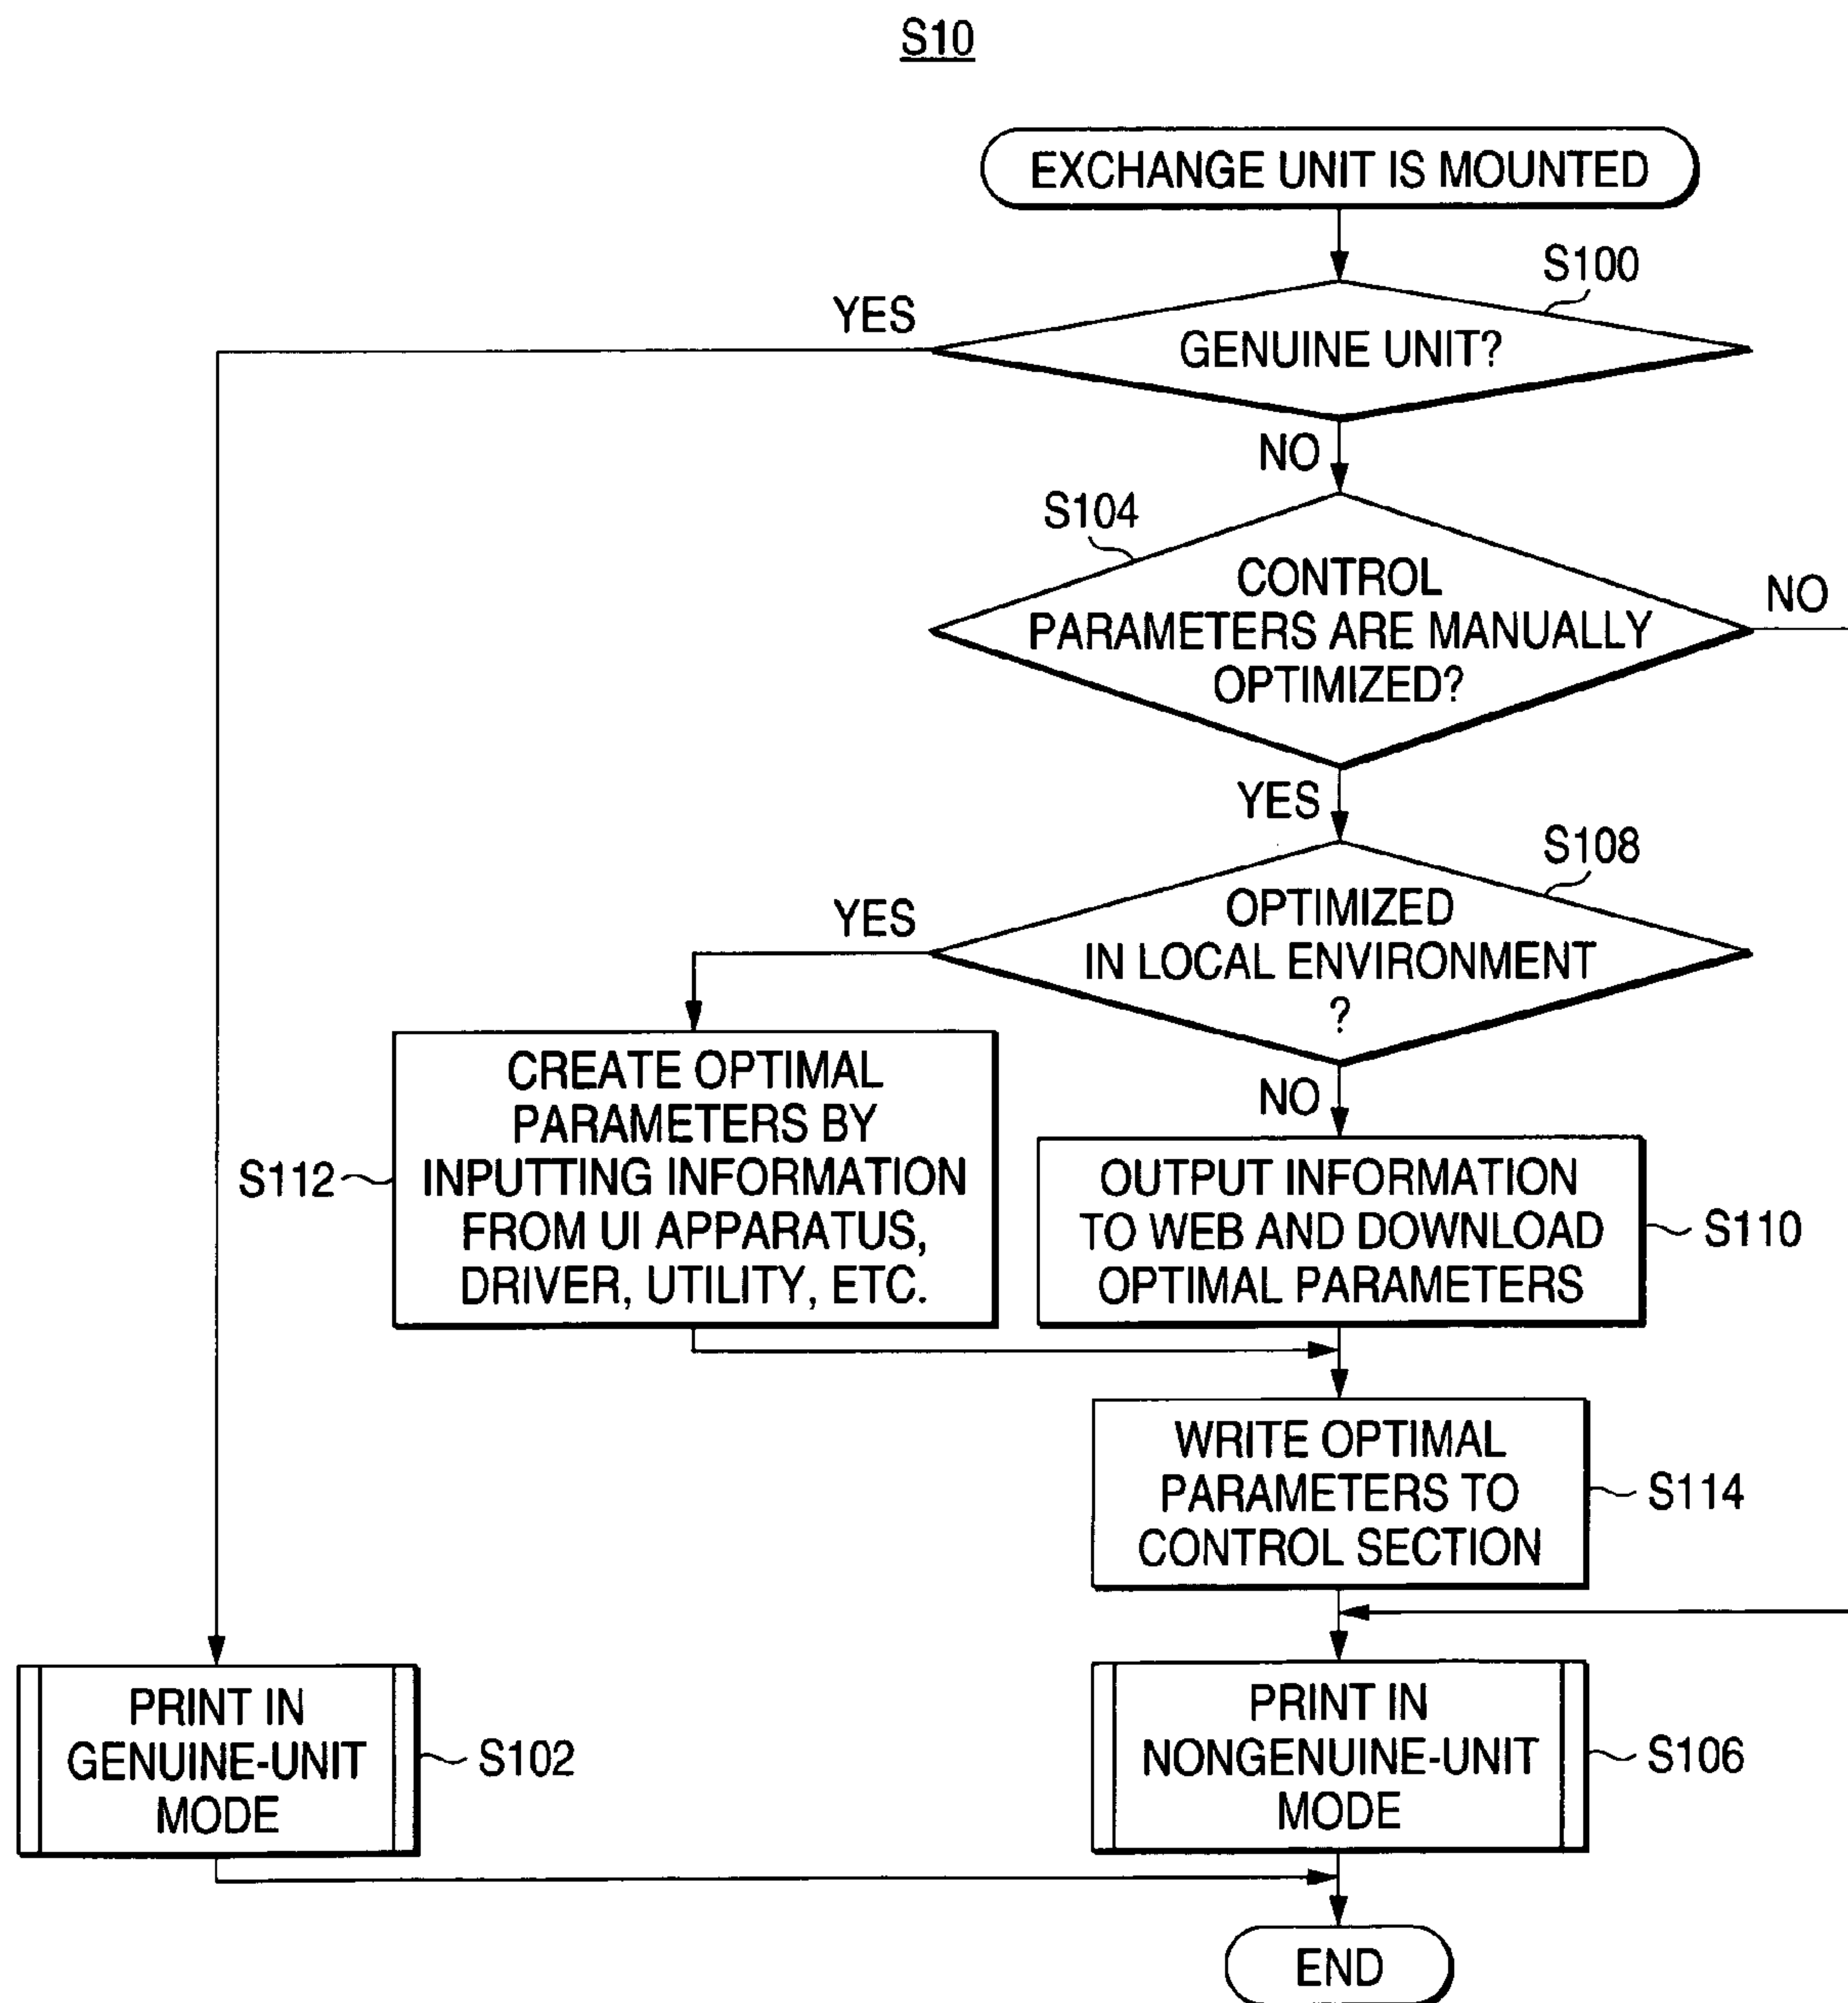 S10
EXCHANGE UNIT IS MOUNTED
S100
YES
GENUINE UNIT?
NO
S104
CONTROL
PARAMETERS ARE MANUALLY
OPTIMIZED?
NO
YES
S108
YES
OPTIMIZED
IN LOCAL ENVIRONMENT
?
NO
CREATE OPTIMAL
PARAMETERS BY
INPUTTING INFORMATION
FROM UI APPARATUS,
DRIVER, UTILITY, ETC.
S112
OUTPUT INFORMATION
TO WEB AND DOWNLOAD
OPTIMAL PARAMETERS
S110
WRITE OPTIMAL
PARAMETERS TO
CONTROL SECTION
S114
PRINT IN
GENUINE-UNIT
MODE
S102
PRINT IN
NONGENUINE-UNIT
MODE
S106
END